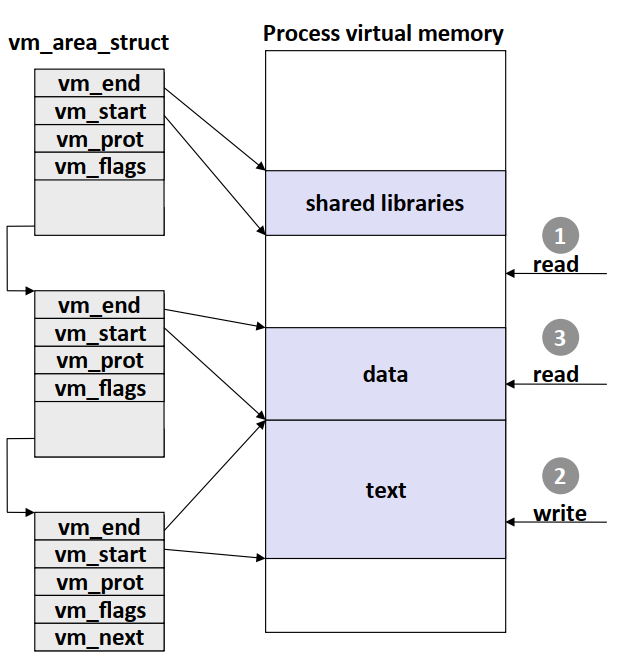 vm_area_struct
Process virtual memory
vm_end
vm_start
vm_prot
vm_flags
shared libraries
1
read
vm_end
vm_start
vm_prot
vm_flags
data
3
read
text
2
write
vm_end
vm_start
vm_prot
vm_flags
vm_next